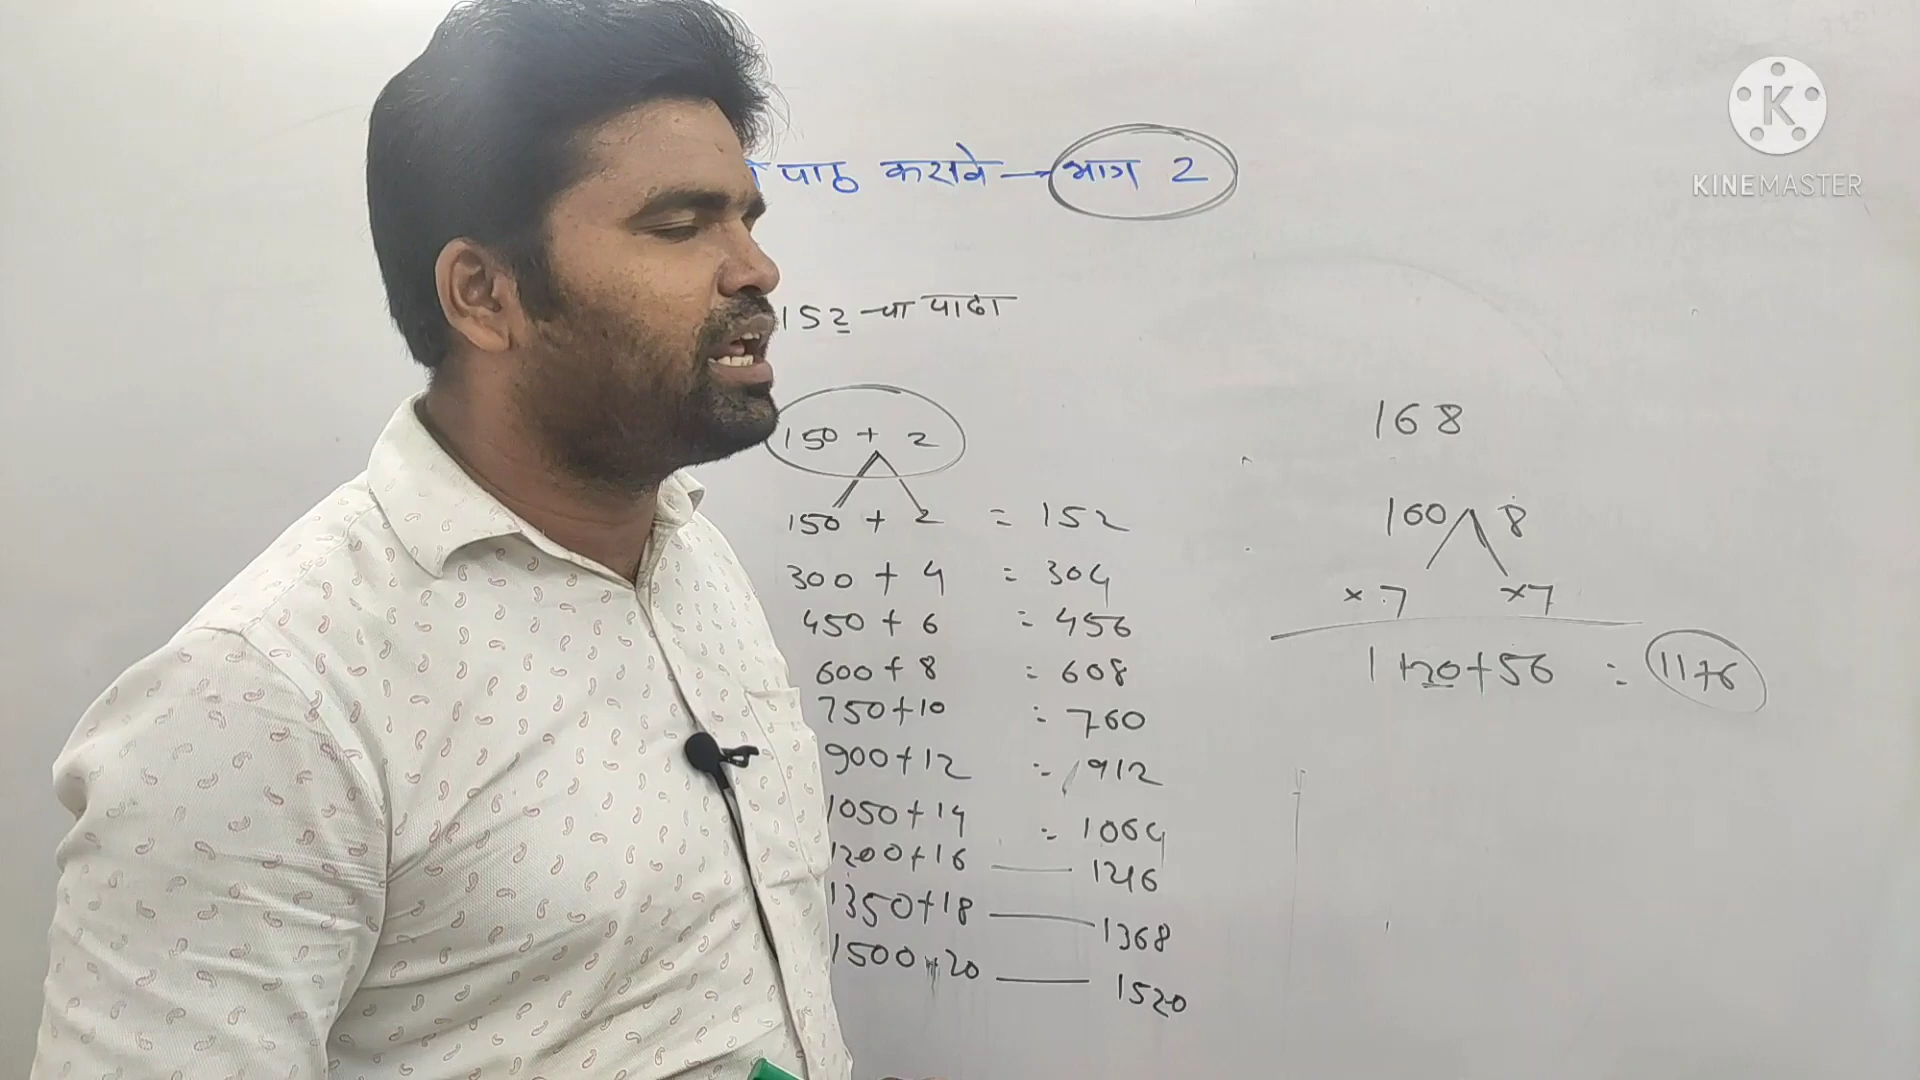 पाठ करावे → भाग 2
KINEMASTER
152 चा पाढा
150 + 2
150 + 2 = 152
300 + 4 = 304
450 + 6 = 456
600 + 8 = 608
750 + 10 = 760
900 + 12 = 912
1050 + 14 = 1064
1200 + 16 — 1216
1350 + 18 — 1368
1500 + 20 — 1520
168
160 8
× 7 ×7
1120 + 56 = 1176